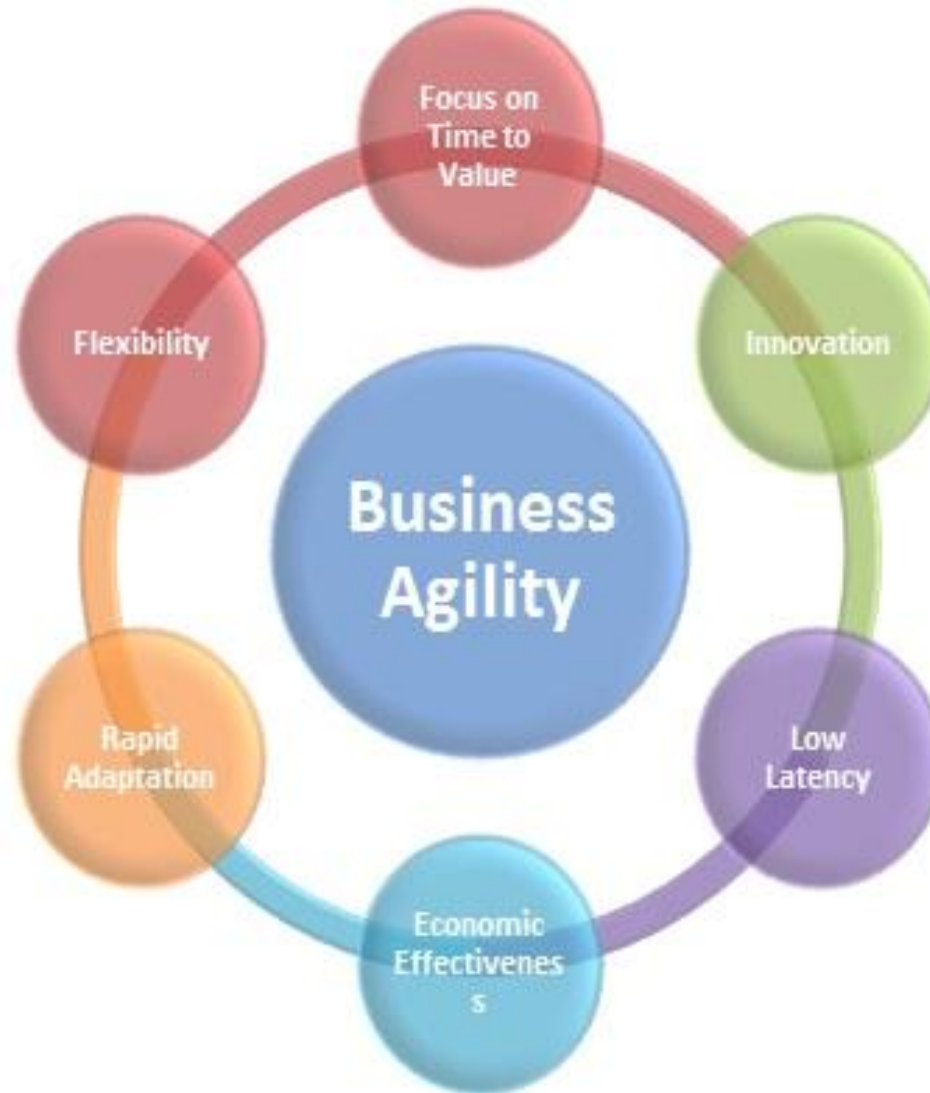 Focus on
Time to
Value
Flexibility
Innovation
Business
Agility
Rapid
Adaptation
Low
Latency
Economic
Effectivenes
s